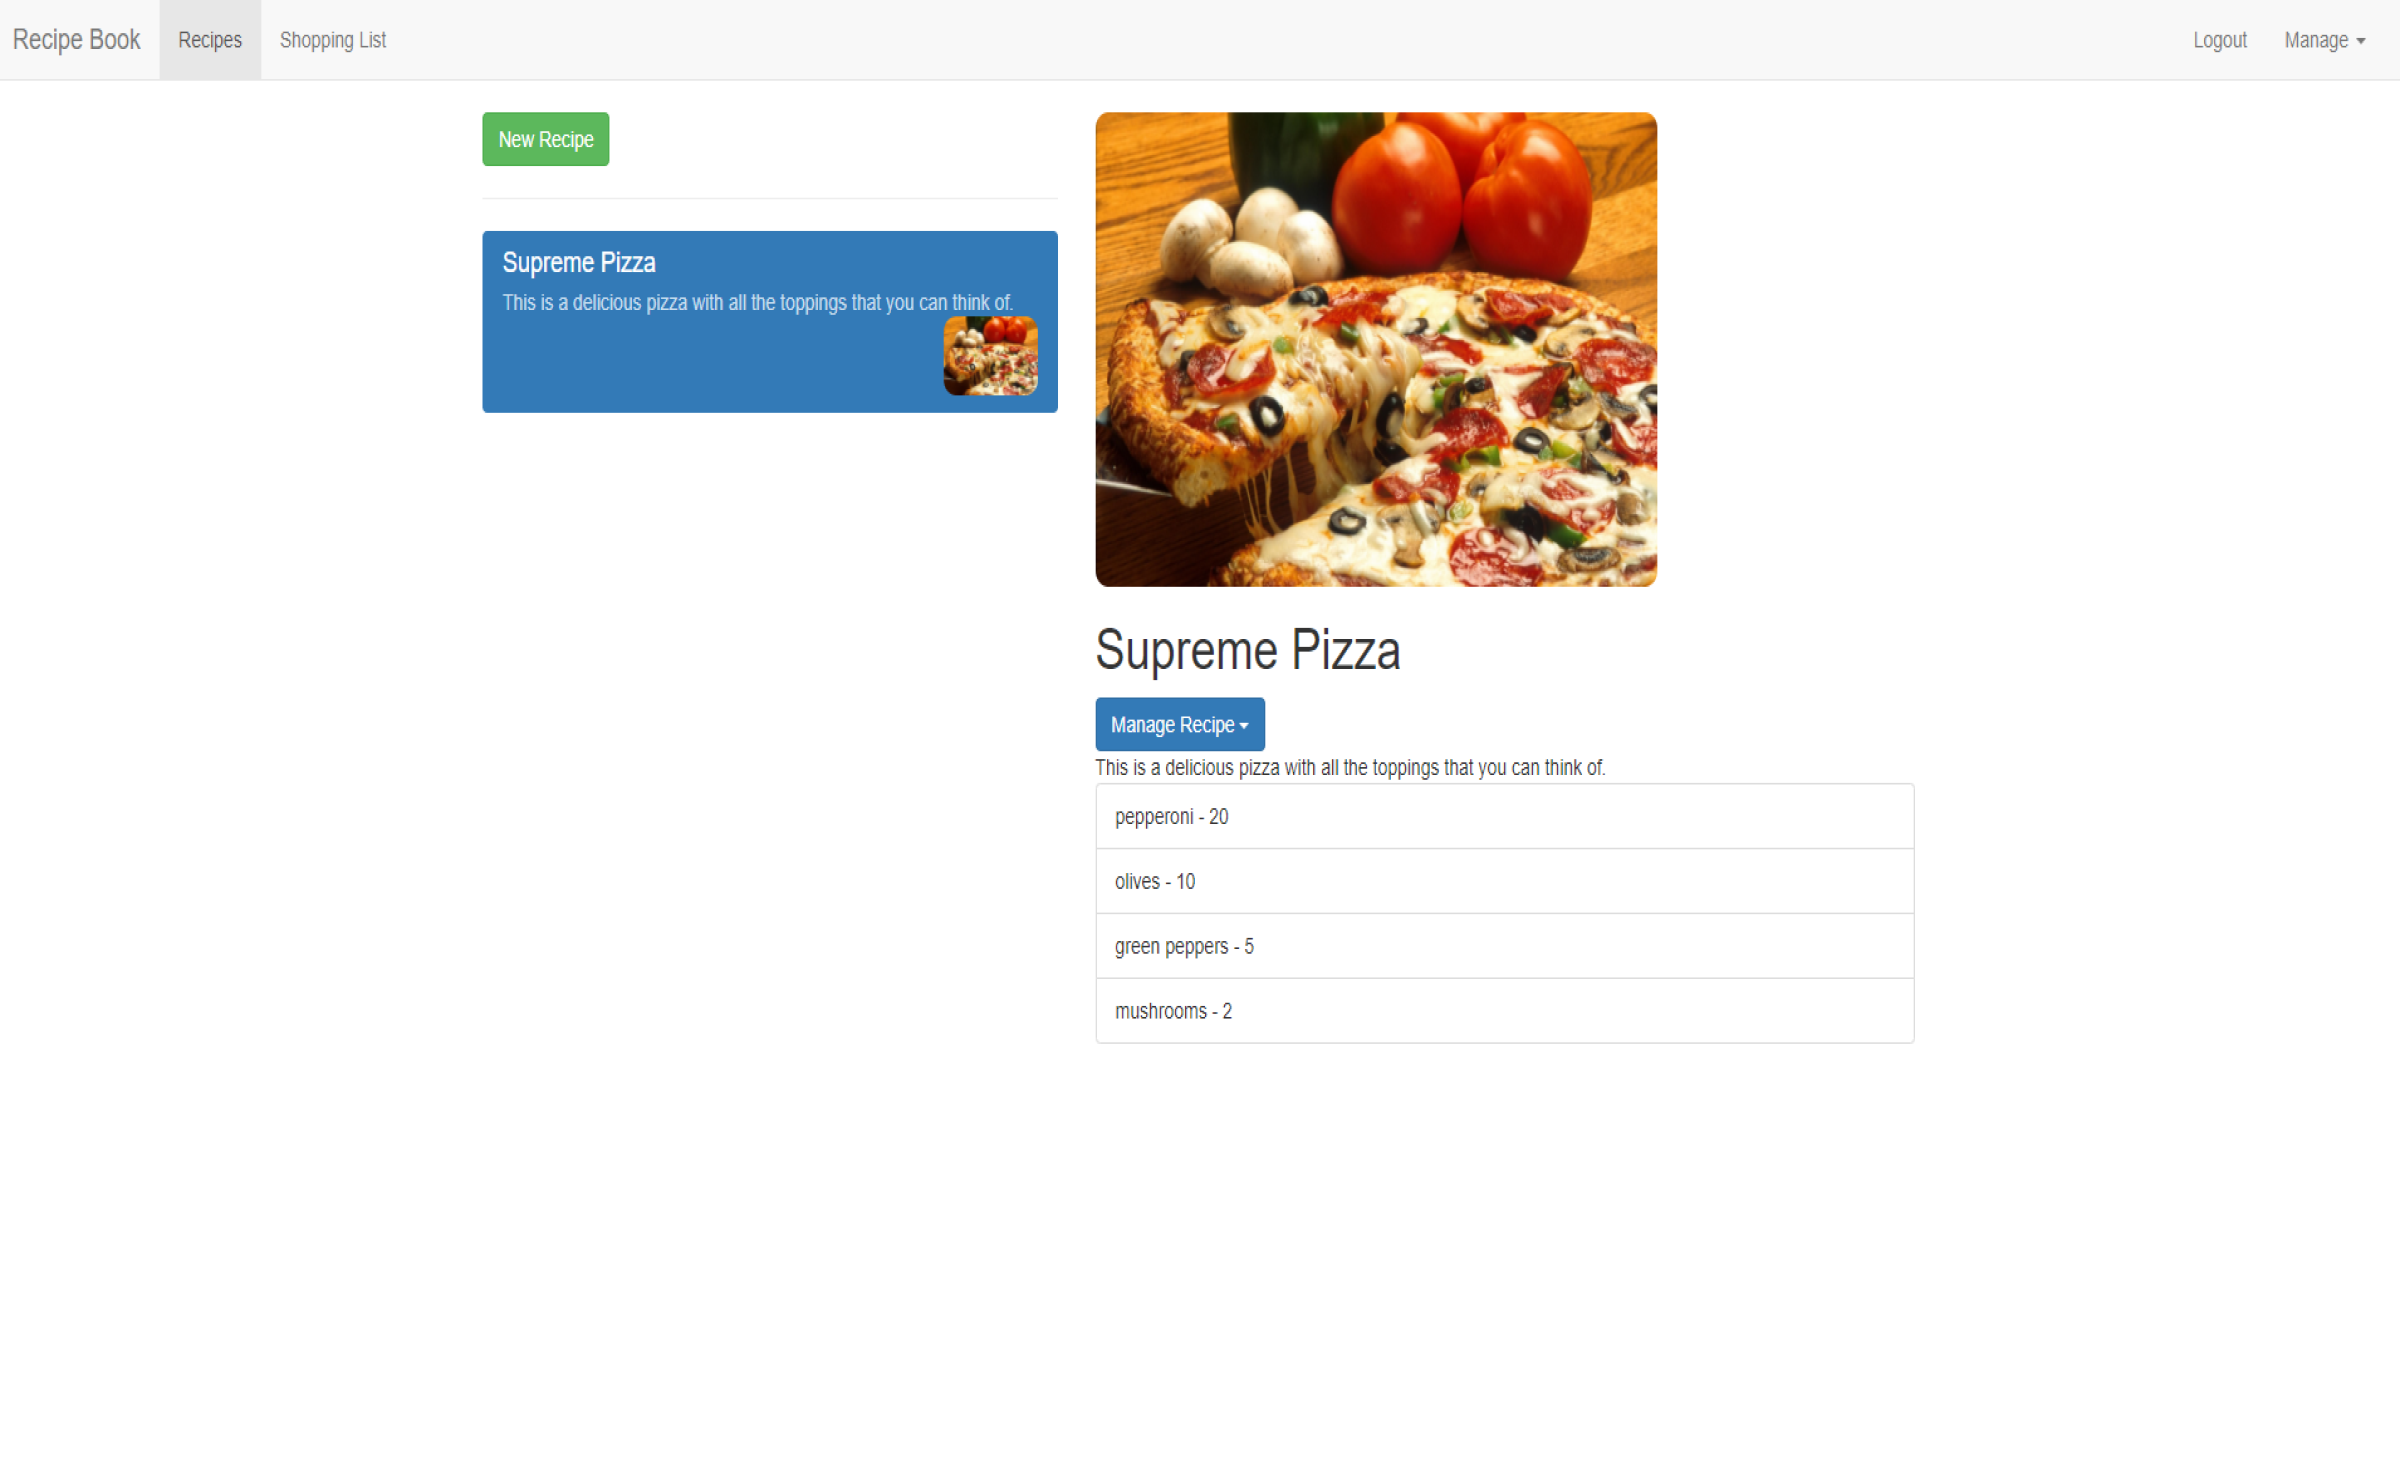 Recipe Book Recipes Shopping List Logout Manage
New Recipe
Supreme Pizza
This is a delicious pizza with all the toppings that you can think of.
Supreme Pizza
Manage Recipe
This is a delicious pizza with all the toppings that you can think of.
pepperoni - 20
olives - 10
green peppers - 5
mushrooms - 2